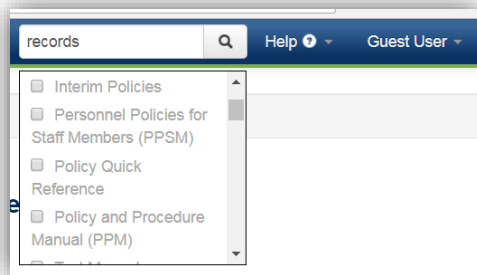 records Help Guest User
Interim Policies
Personnel Policies for
Staff Members (PPSM)
Policy Quick
Reference
e
Policy and Procedure
Manual (PPM)